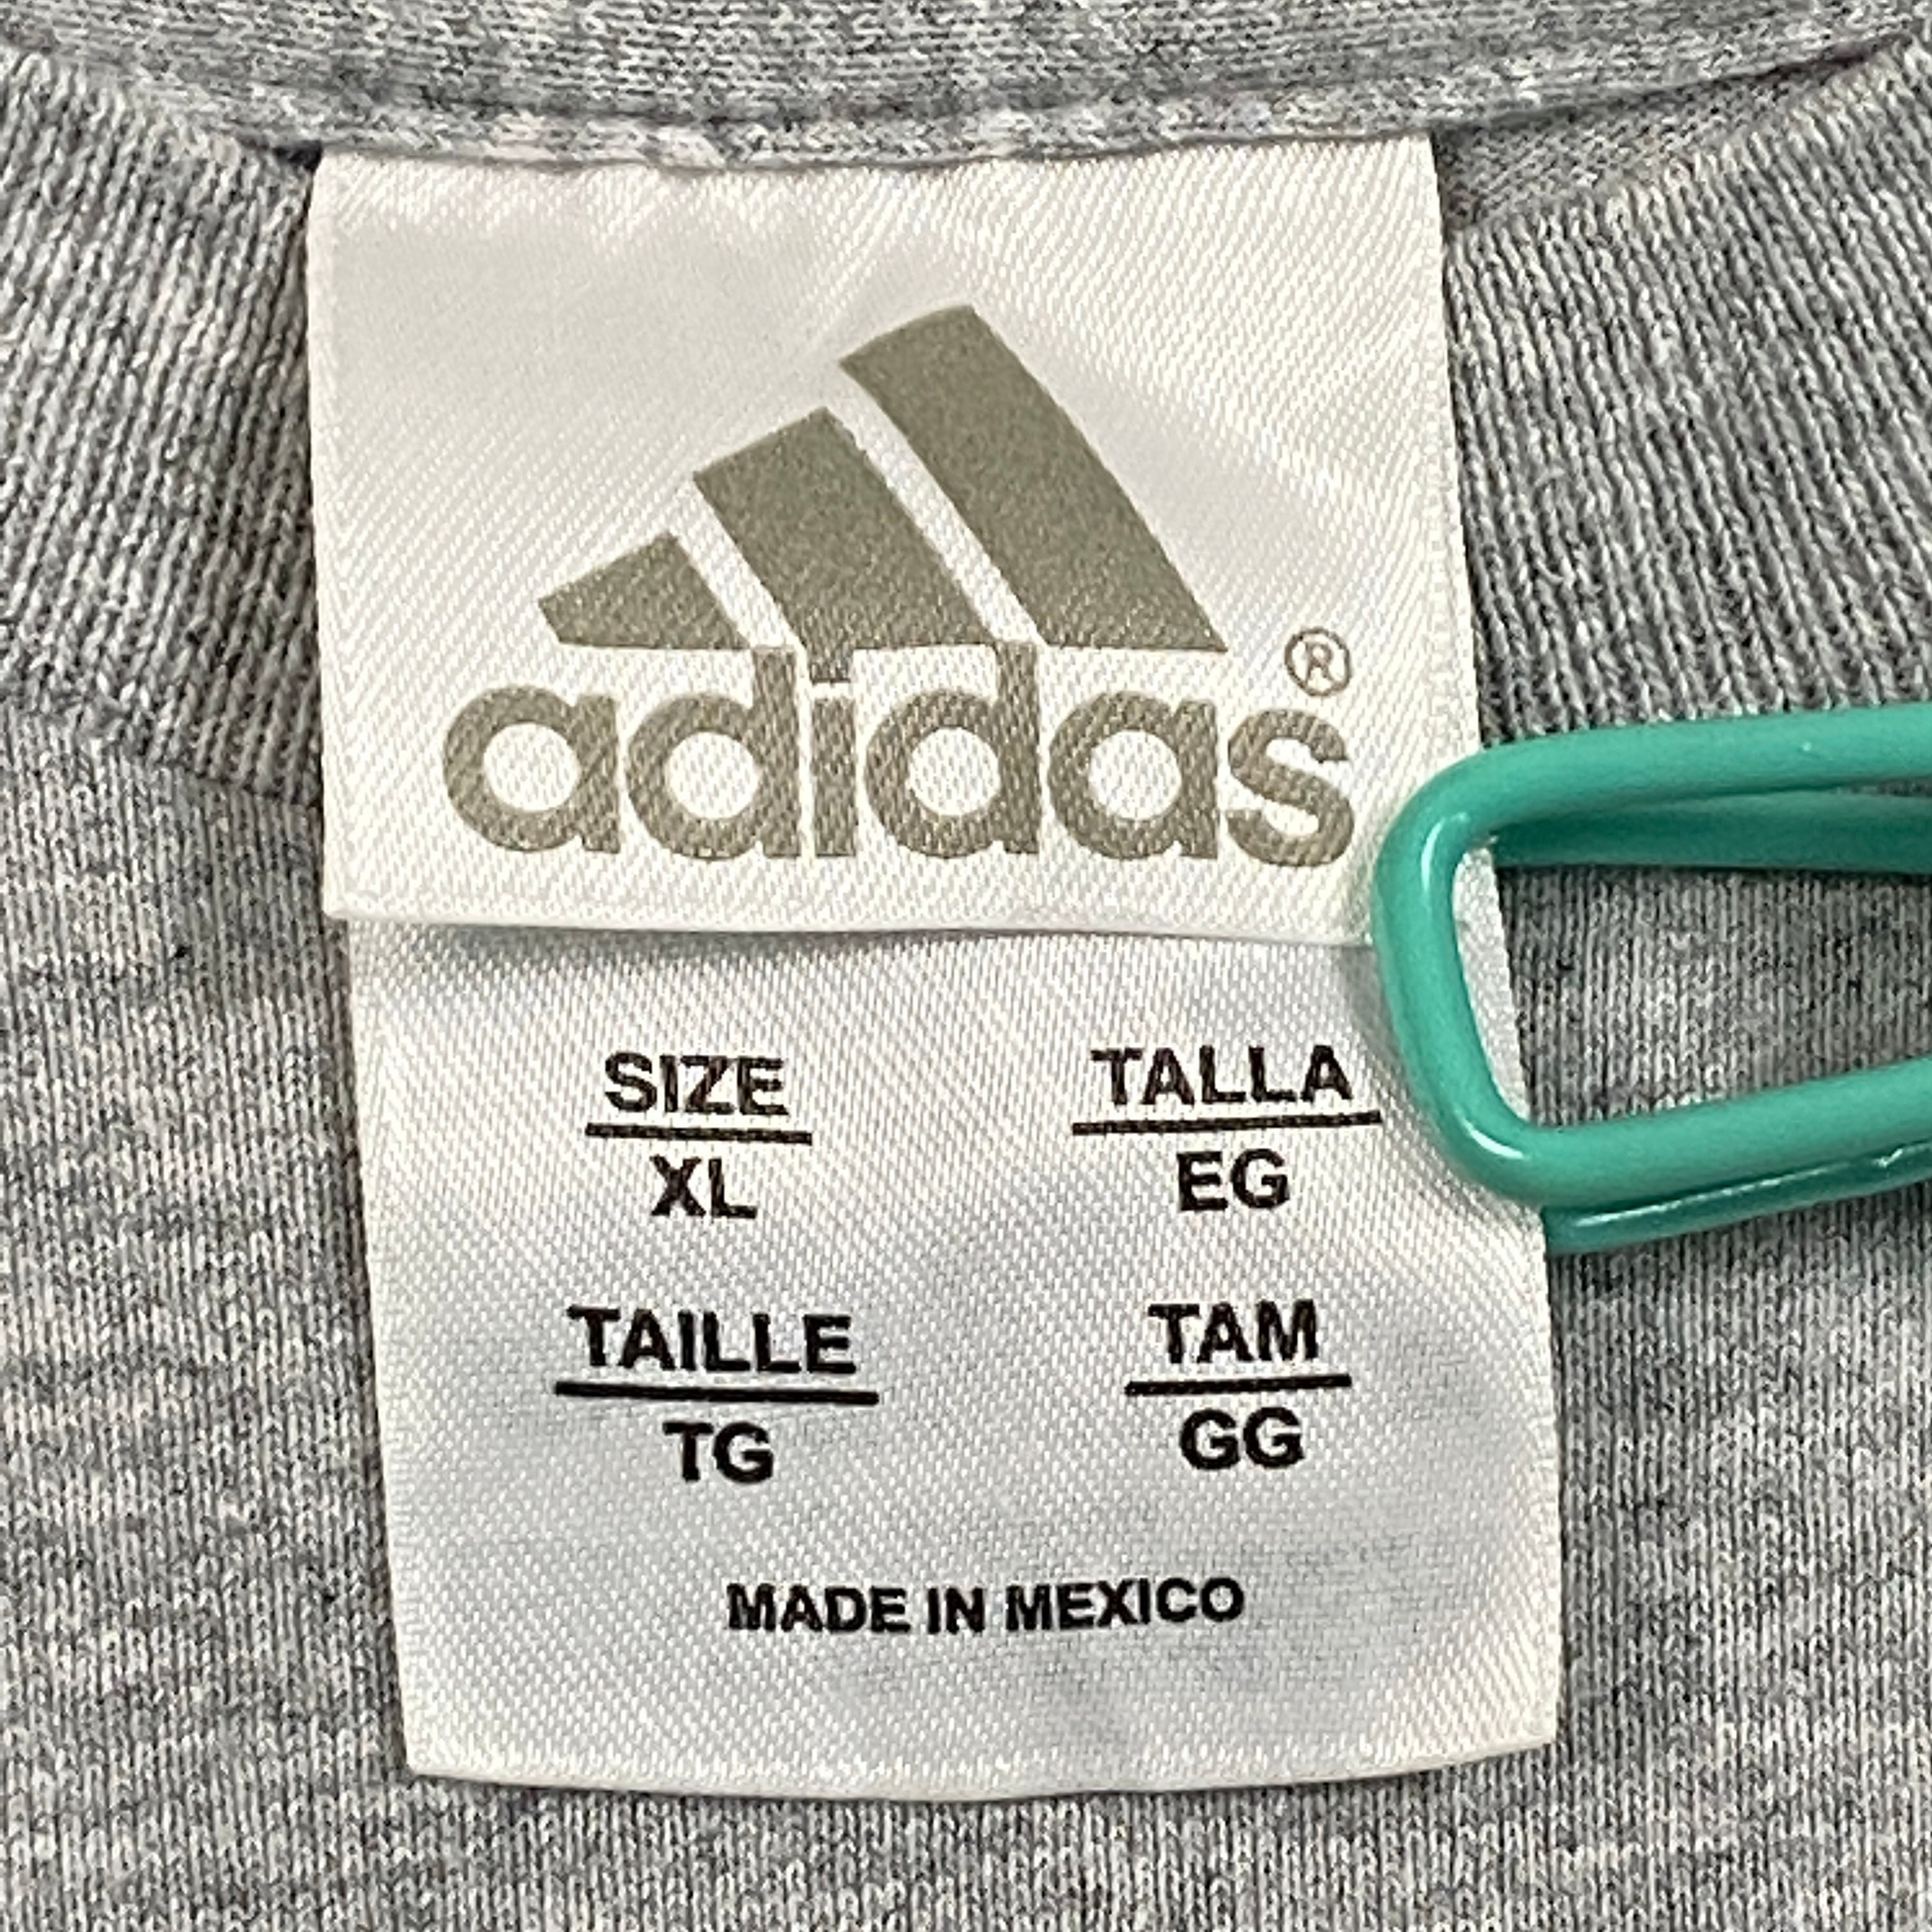 adidas®
SIZE
XL
TALLA
EG
TAILLE
TG
TAM
GG
MADE IN MEXICO